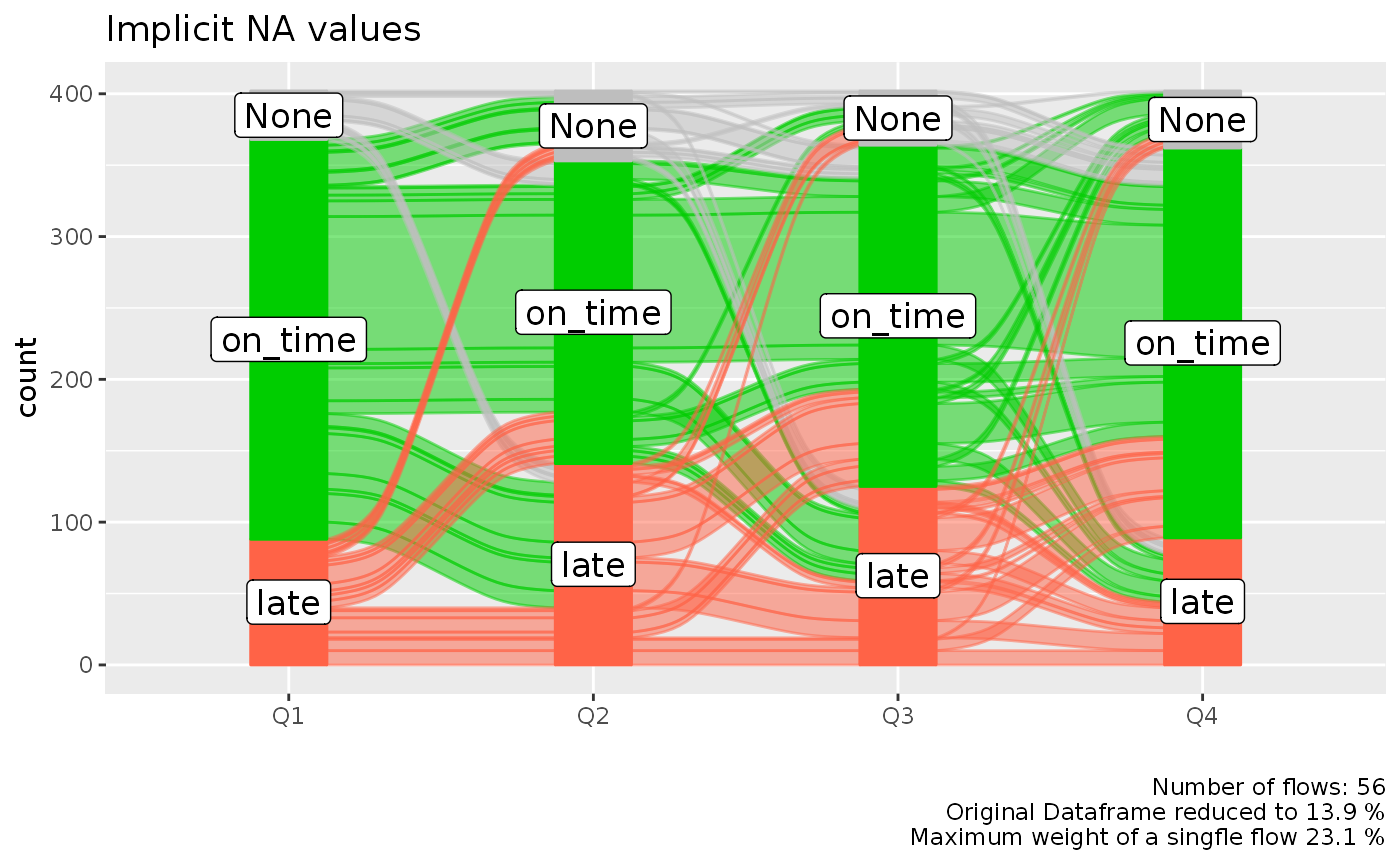 Implicit NA values
count
400
300
200
100
0
None
None
None
None
on_time
on_time
on_time
on_time
late
late
late
late
Q1
Q2
Q3
Q4
Number of flows: 56
Original Dataframe reduced to 13.9 %
Maximum weight of a singfle flow 23.1 %